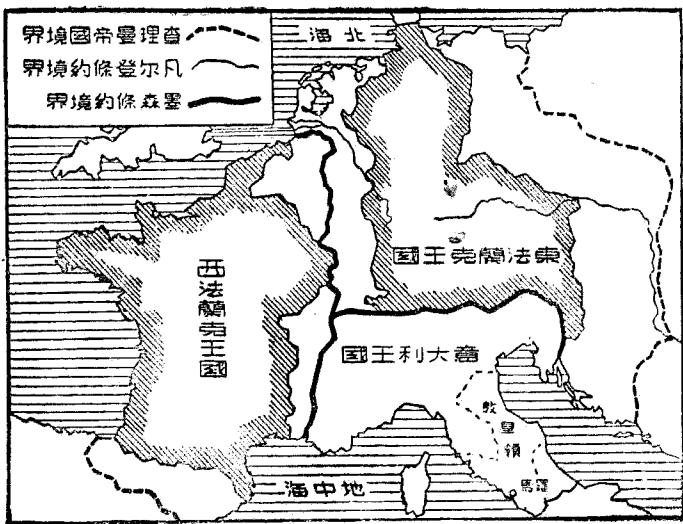 查理曼帝國境界
凡尔登條約境界
墨森條約境界
北海
東法蘭克王國
西法蘭克王國
意大利王國
教皇領
羅馬
地中海